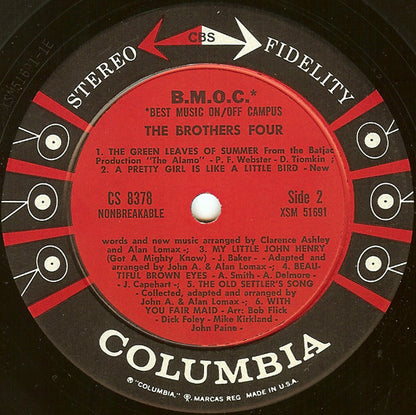 STEREO CBS FIDELITY
B.M.O.C.*
*BEST MUSIC ON/OFF CAMPUS
THE BROTHERS FOUR
1. THE GREEN LEAVES OF SUMMER From the Batjac
Production "The Alamo" - P. F. Webster - D. Tiomkin ;
2. A PRETTY GIRL IS LIKE A LITTLE BIRD - New
CS 8378
NONBREAKABLE
Side 2
XSM 51691
words and new music arranged by Clarence Ashley
and Alan Lomax-; 3. MY LITTLE JOHN HENRY
(Got A Mighty Know) - J. Baker- - Adapted and
arranged by John A. & Alan Lomax-; 4. BEAU-
TIFUL BROWN EYES - A. Smith - A. Delmore -
J. Capehart-; 5. THE OLD SETTLER'S SONG
- Collected, adapted and arranged by
John A. & Alan Lomax-; 6. WITH
YOU FAIR MAID - Arr: Bob Flick
- Dick Foley - Mike Kirkland -
John Paine-
COLUMBIA
® "COLUMBIA", MARCAS REG. MADE IN U.S.A.